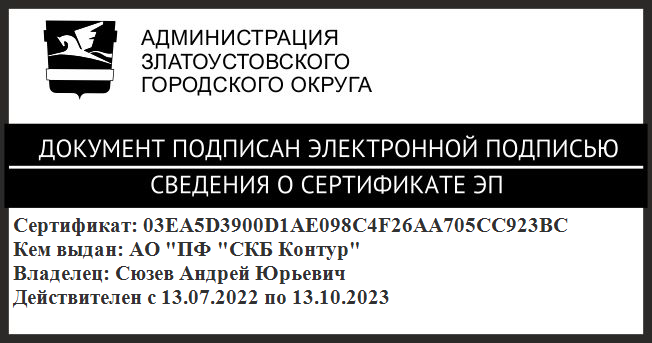 АДМИНИСТРАЦИЯ
ЗЛАТОУСТОВСКОГО
ГОРОДСКОГО ОКРУГА
ДОКУМЕНТ ПОДПИСАН ЭЛЕКТРОННОЙ ПОДПИСЬЮ
СВЕДЕНИЯ О СЕРТИФИКАТЕ ЭП
Сертификат: 03EA5D3900D1AE098C4F26AA705CC923BC
Кем выдан: АО "ПФ "СКБ Контур"
Владелец: Сюзев Андрей Юрьевич
Действителен с 13.07.2022 по 13.10.2023